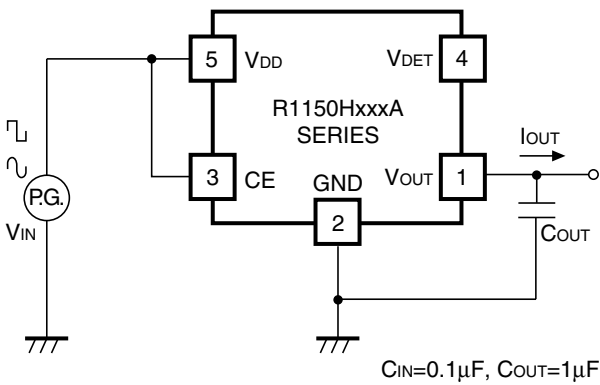 5 VDD
VDET 4
R1150HxxxA
SERIES
IOUT
3 CE
GND
VOUT 1
P.G.
VIN
2
COUT
CIN=0.1μF, COUT=1μF